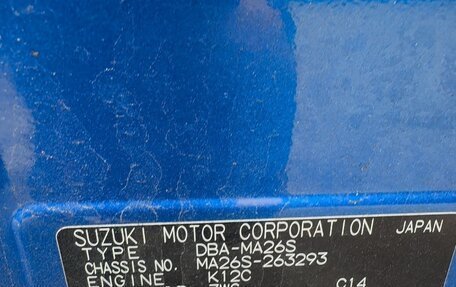 SUZUKI MOTOR CORPORATION JAPAN
TYPE DBA-MA26S
CHASSIS NO. MA26S-263293
ENGINE K12C
C14